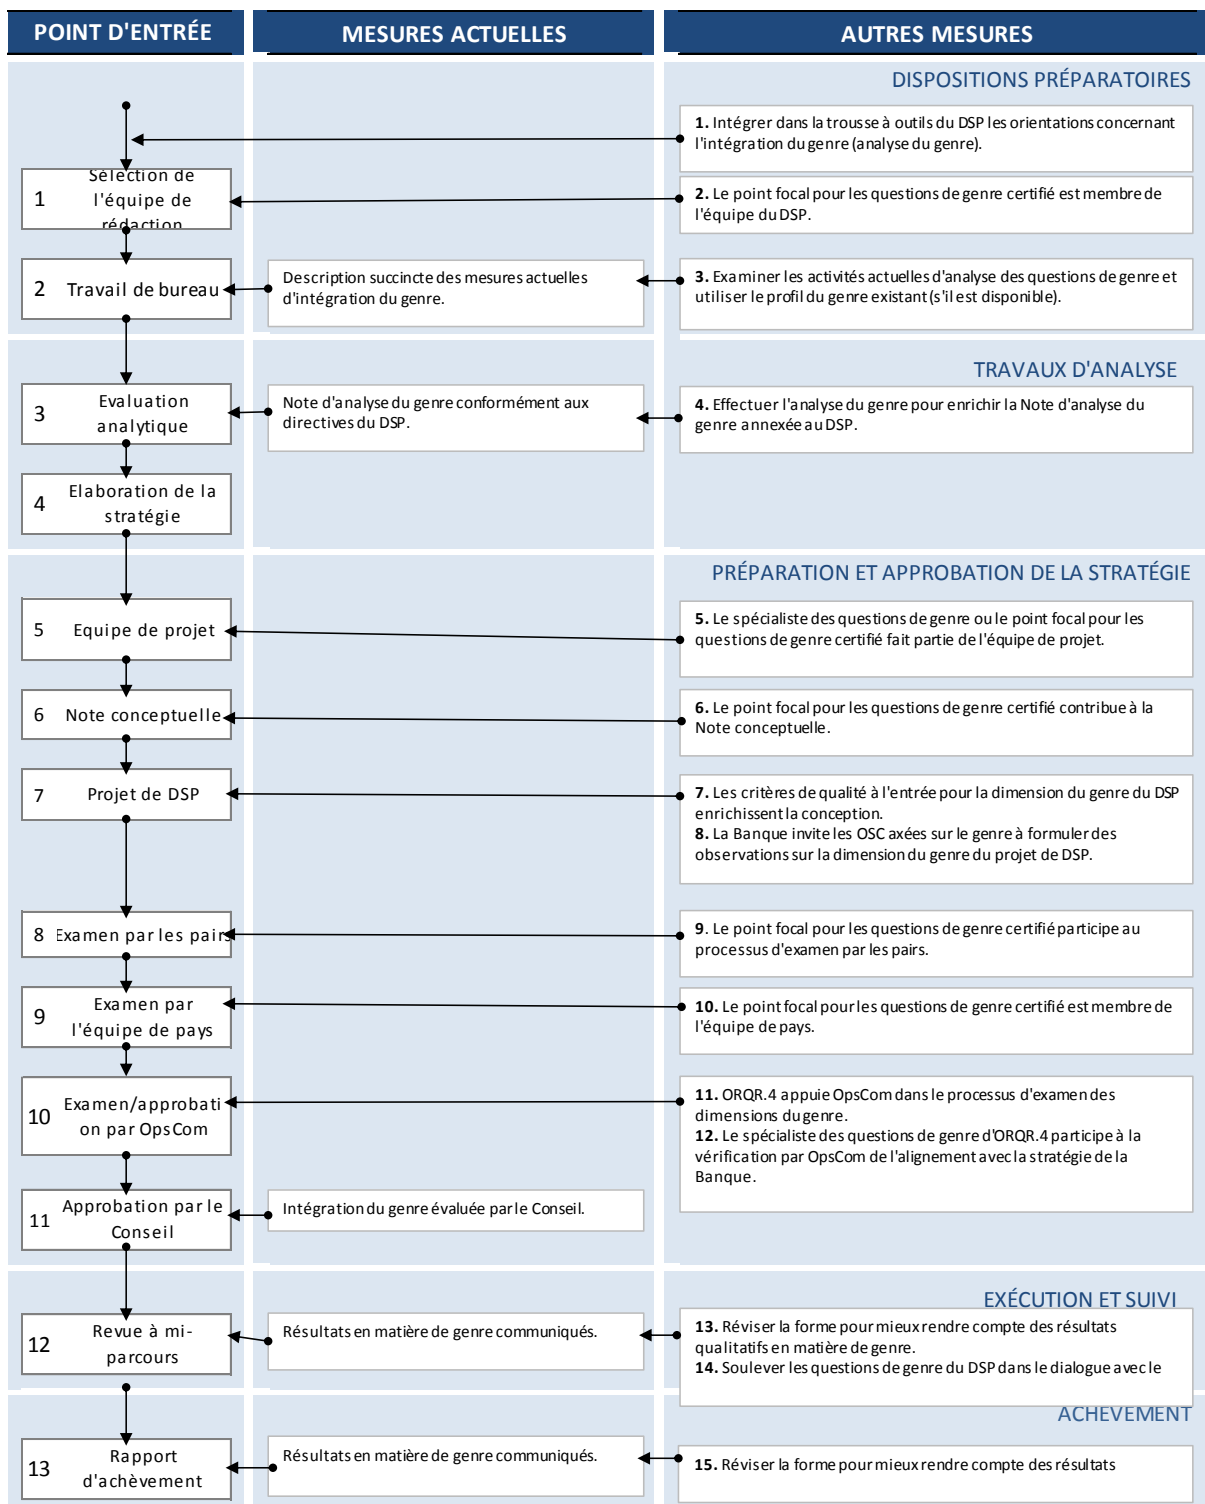 POINT D'ENTRÉE
MESURES ACTUELLES
AUTRES MESURES
DISPOSITIONS PRÉPARATOIRES
1. Intégrer dans la trousse à outils du DSP les orientations concernant
l'intégration du genre (analyse du genre).
1
Sélection de
l'équipe de
rédaction
2. Le point focal pour les questions de genre certifié est membre de
l'équipe du DSP.
2 Travail de bureau
Description succincte des mesures actuelles
d'intégration du genre.
3. Examiner les activités actuelles d'analyse des questions de genre et
utiliser le profil du genre existant (s'il est disponible).
TRAVAUX D'ANALYSE
3
Evaluation
analytique
Note d'analyse du genre conformément aux
directives du DSP.
4. Effectuer l'analyse du genre pour enrichir la Note d'analyse du
genre annexée au DSP.
4
Elaboration de la
stratégie
PRÉPARATION ET APPROBATION DE LA STRATÉGIE
5 Equipe de projet
5. Le spécialiste des questions de genre ou le point focal pour les
questions de genre certifié fait partie de l'équipe de projet.
6 Note conceptuelle
6. Le point focal pour les questions de genre certifié contribue à la
Note conceptuelle.
7 Projet de DSP
7. Les critères de qualité à l'entrée pour la dimension du genre du DSP
enrichissent la conception.
8. La Banque invite les OSC axées sur le genre à formuler des
observations sur la dimension du genre du projet de DSP.
8 Examen par les pairs
9. Le point focal pour les questions de genre certifié participe au
processus d'examen par les pairs.
9
Examen par
l'équipe de pays
10. Le point focal pour les questions de genre certifié est membre de
l'équipe de pays.
10
Examen/approbati
on par OpsCom
11. ORQR.4 appuie OpsCom dans le processus d'examen des
dimensions du genre.
12. Le spécialiste des questions de genre d'ORQR.4 participe à la
vérification par OpsCom de l'alignement avec la stratégie de la
Banque.
11
Approbation par le
Conseil
Intégration du genre évaluée par le Conseil.
EXÉCUTION ET SUIVI
12
Revue à mi-
parcours
Résultats en matière de genre communiqués.
13. Réviser la forme pour mieux rendre compte des résultats
qualitatifs en matière de genre.
14. Soulever les questions de genre du DSP dans le dialogue avec le
ACHÈVEMENT
13
Rapport
d'achèvement
Résultats en matière de genre communiqués.
15. Réviser la forme pour mieux rendre compte des résultats